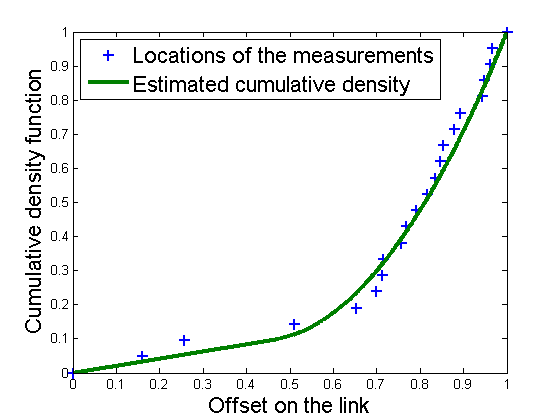 Locations of the measurements
Estimated cumulative density
Cumulative density function
1
0.9
0.8
0.7
0.6
0.5
0.4
0.3
0.2
0.1
0
0 0.1 0.2 0.3 0.4 0.5 0.6 0.7 0.8 0.9 1
Offset on the link